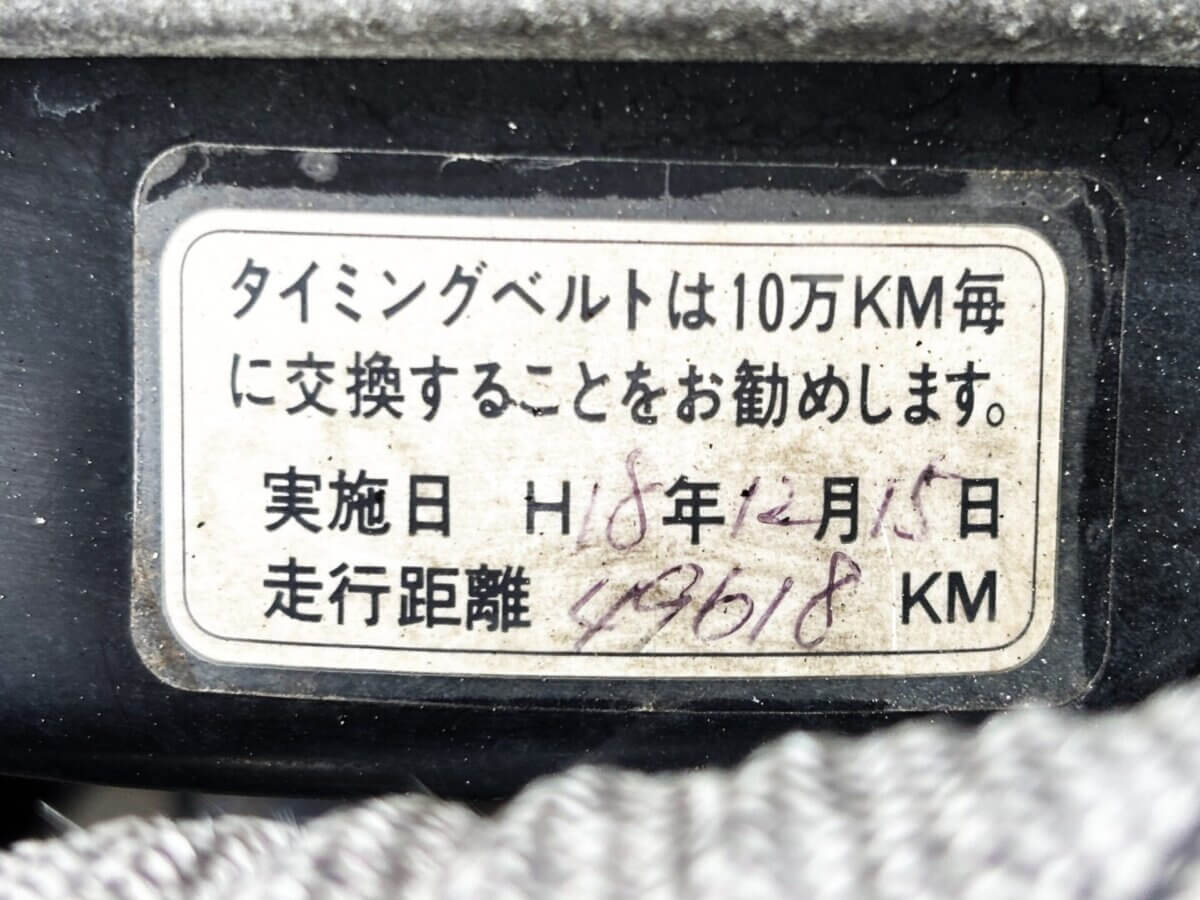 タイミングベルトは10万KM毎
に交換することをお勧めします。
実施日 H18年12月15日
走行距離 49618 KM